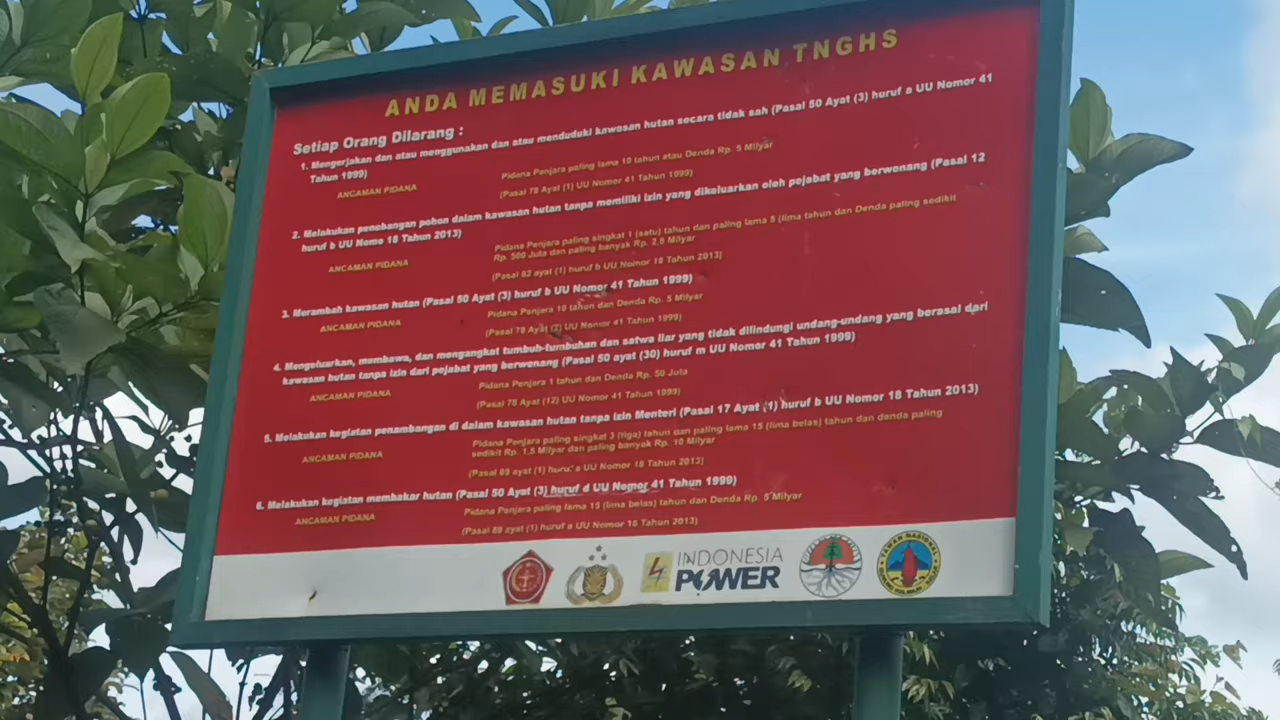 ANDA MEMASUKI KAWASAN TNGHS
Setiap Orang Dilarang :
1. Mengerjakan dan atau menggunakan dan atau menduduki kawasan hutan secara tidak sah (Pasal 50 Ayat (3) huruf a UU Nomor 41
Tahun 1999)
ANCAMAN PIDANA
Pidana Penjara paling lama 10 tahun atau Denda Rp. 5 Milyar
(Pasal 78 Ayat (1) UU Nomor 41 Tahun 1999)
2. Melakukan penebangan pohon dalam kawasan hutan tanpa memiliki izin yang dikeluarkan oleh pejabat yang berwenang (Pasal 12
huruf b UU Nomo 18 Tahun 2013)
ANCAMAN PIDANA
Pidana Penjara paling singkat 1 (satu) tahun dan paling lama 5 (lima tahun dan Denda paling sedikit
Rp. 500 Juta dan paling banyak Rp. 2,5 Milyar
(Pasal 82 ayat (1) huruf b UU Nomor 18 Tahun 2013)
3. Merambah kawasan hutan (Pasal 50 Ayat (3) huruf b UU Nomor 41 Tahun 1999)
ANCAMAN PIDANA
Pidana Penjara 10 tahun dan Denda Rp. 5 Milyar
(Pasal 78 Ayat (2) UU Nomor 41 Tahun 1999)
4. Mengeluarkan, membawa, dan mengangkat tumbuh-tumbuhan dan satwa liar yang tidak dilindungi undang-undang yang berasal dari
kawasan hutan tanpa izin dari pejabat yang berwenang (Pasal 50 ayat (30) huruf m UU Nomor 41 Tahun 1999)
ANCAMAN PIDANA
Pidana Penjara 1 tahun dan Denda Rp. 50 Juta
(Pasal 78 Ayat (12) UU Nomor 41 Tahun 1999)
5. Melakukan kegiatan penambangan di dalam kawasan hutan tanpa izin Menteri (Pasal 17 Ayat (1) huruf b UU Nomor 18 Tahun 2013)
ANCAMAN PIDANA
Pidana Penjara paling singkat 3 (tiga) tahun dan paling lama 15 (lima belas) tahun dan denda paling
sedikit Rp. 1,5 Milyar dan paling banyak Rp. 10 Milyar
(Pasal 89 ayat (1) huruf a UU Nomor 18 Tahun 2013)
6. Melakukan kegiatan membakar hutan (Pasal 50 Ayat (3) huruf d UU Nomor 41 Tahun 1999)
ANCAMAN PIDANA
Pidana Penjara paling lama 15 (lima belas) tahun dan Denda Rp. 5 Milyar
(Pasal 89 ayat (1) huruf a UU Nomor 18 Tahun 2013)
INDONESIA
POWER
TAMAN NASIONAL